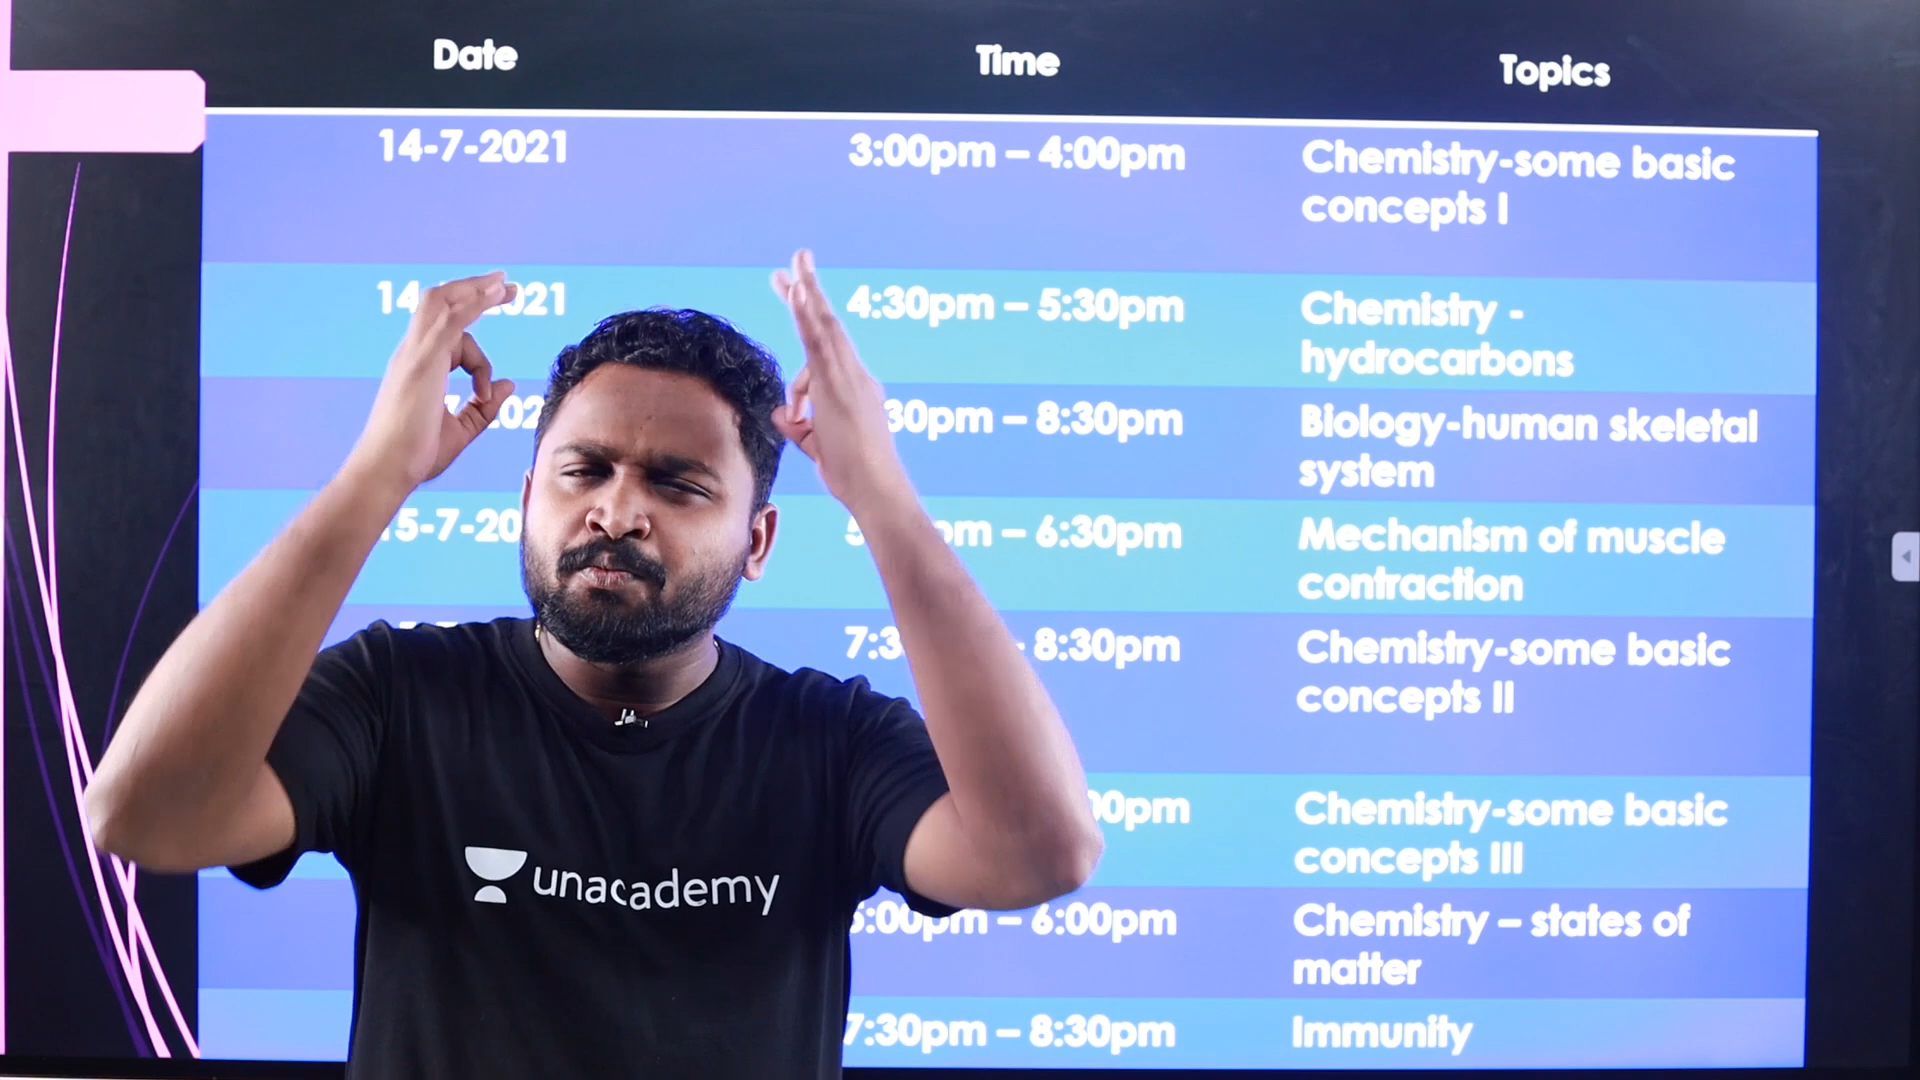 Date Time Topics
14-7-2021 3:00pm – 4:00pm Chemistry-some basic
concepts I
4:30pm – 5:30pm Chemistry -
hydrocarbons
8:30pm Biology-human skeletal
system
6:30pm Mechanism of muscle
contraction
8:30pm Chemistry-some basic
concepts II
Chemistry-some basic
concepts III
unacademy
6:00pm Chemistry – states of
matter
7:30pm – 8:30pm Immunity